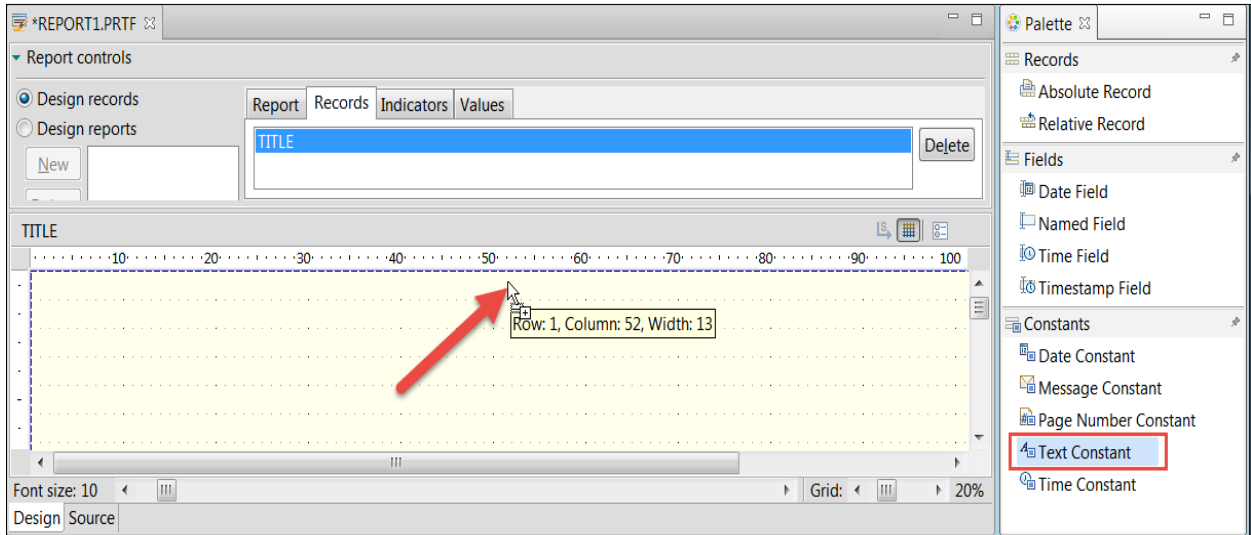 *REPORT1.PRTF
Report controls
Design records
Design reports
New
Report Records Indicators Values
TITLE
Delete
TITLE
10 20 30 40 50 60 70 80 90 100
Row: 1, Column: 52, Width: 13
Font size: 10
Grid: 20%
Design Source
Palette
Records
Absolute Record
Relative Record
Fields
Date Field
Named Field
Time Field
Timestamp Field
Constants
Date Constant
Message Constant
Page Number Constant
Text Constant
Time Constant